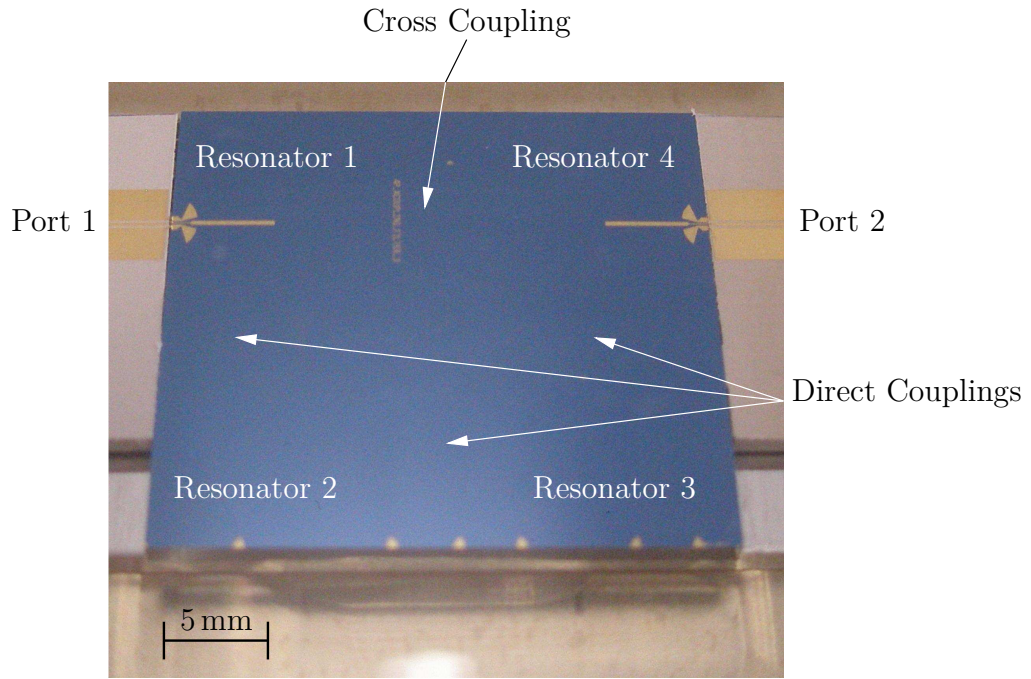 Cross Coupling
Resonator 1
Resonator 4
Port 1
Port 2
Direct Couplings
Resonator 2
Resonator 3
5 mm